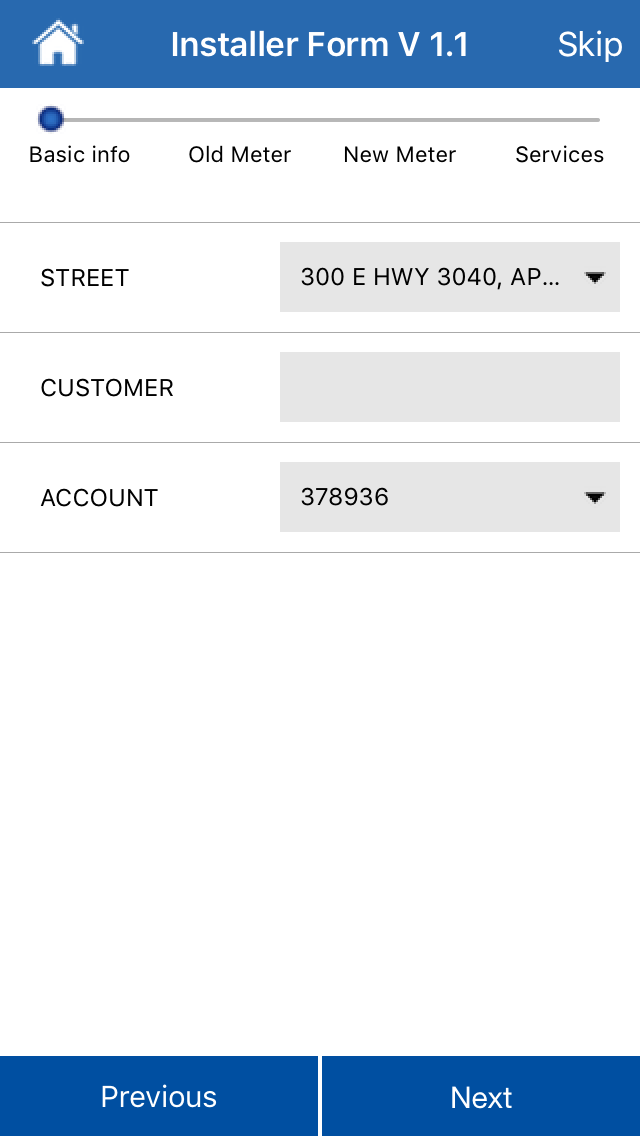 Installer Form V 1.1
Skip
Basic info
Old Meter
New Meter
Services
STREET
300 E HWY 3040, AP...
CUSTOMER
ACCOUNT
378936
Previous
Next